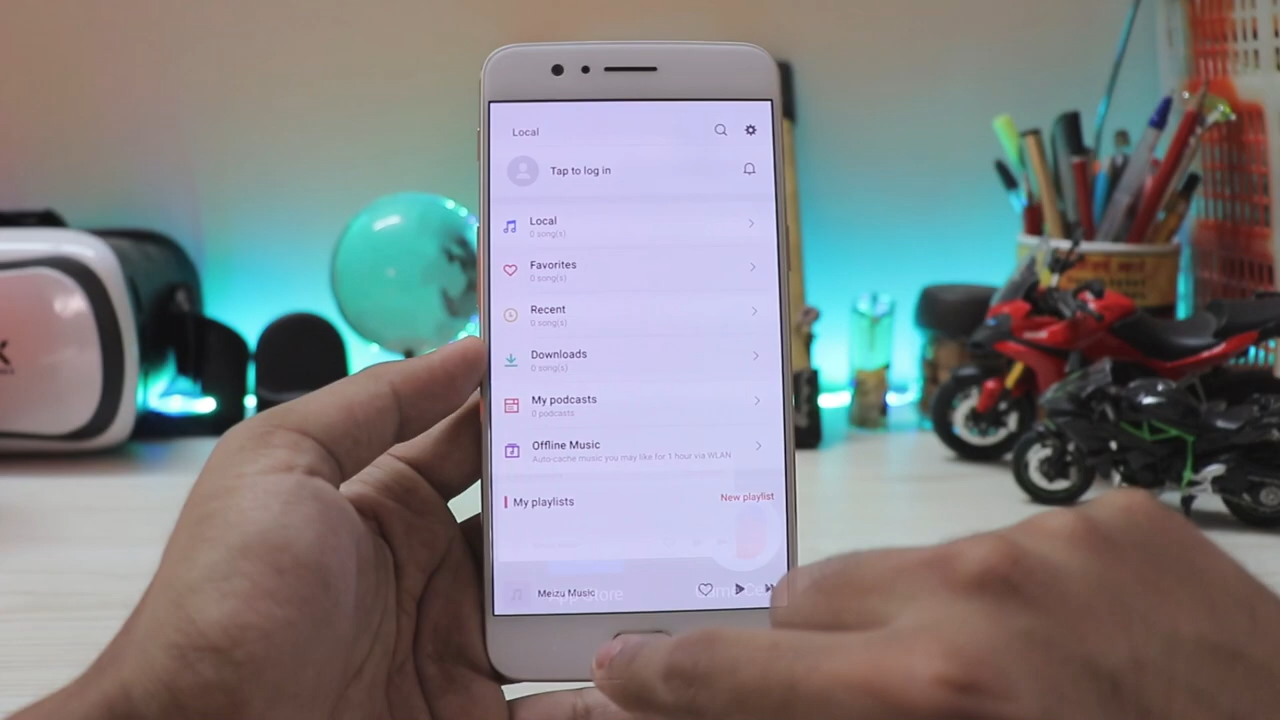 Local
Tap to log in
Local
0 song(s)
Favorites
0 song(s)
Recent
0 song(s)
Downloads
0 song(s)
My podcasts
0 podcasts
Offline Music
Auto-cache music you may like for 1 hour via WLAN
My playlists
New playlist
Meizu Music
App Store